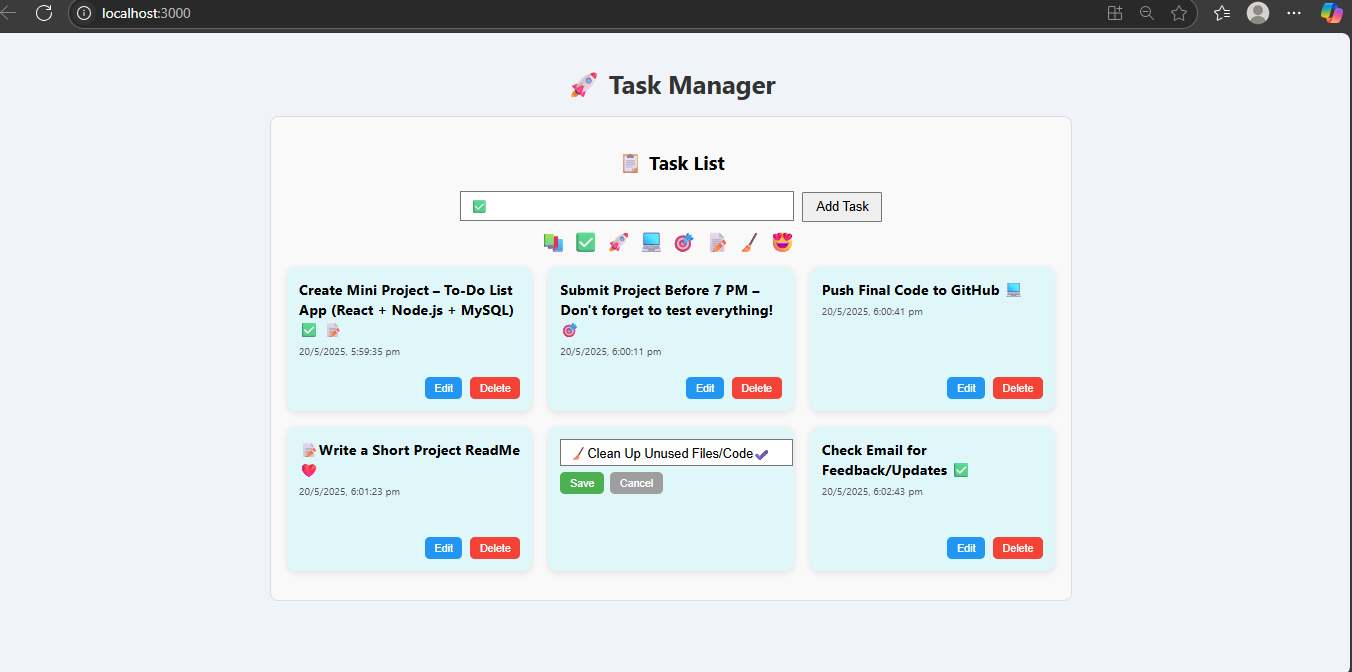 localhost:3000
🚀 Task Manager
📋 Task List
✅
Add Task
📚 ✅ 🚀 💻 🎯 📝 🧹 😍
Create Mini Project – To-Do List
App (React + Node.js + MySQL)
✅ 📝
20/5/2025, 5:59:35 pm
Edit Delete
Submit Project Before 7 PM –
Don't forget to test everything!
🎯
20/5/2025, 6:00:11 pm
Edit Delete
Push Final Code to GitHub 💻
20/5/2025, 6:00:41 pm
Edit Delete
📝Write a Short Project ReadMe
❤️
20/5/2025, 6:01:23 pm
Edit Delete
🧹Clean Up Unused Files/Code✔
Save Cancel
Check Email for
Feedback/Updates ✅
20/5/2025, 6:02:43 pm
Edit Delete